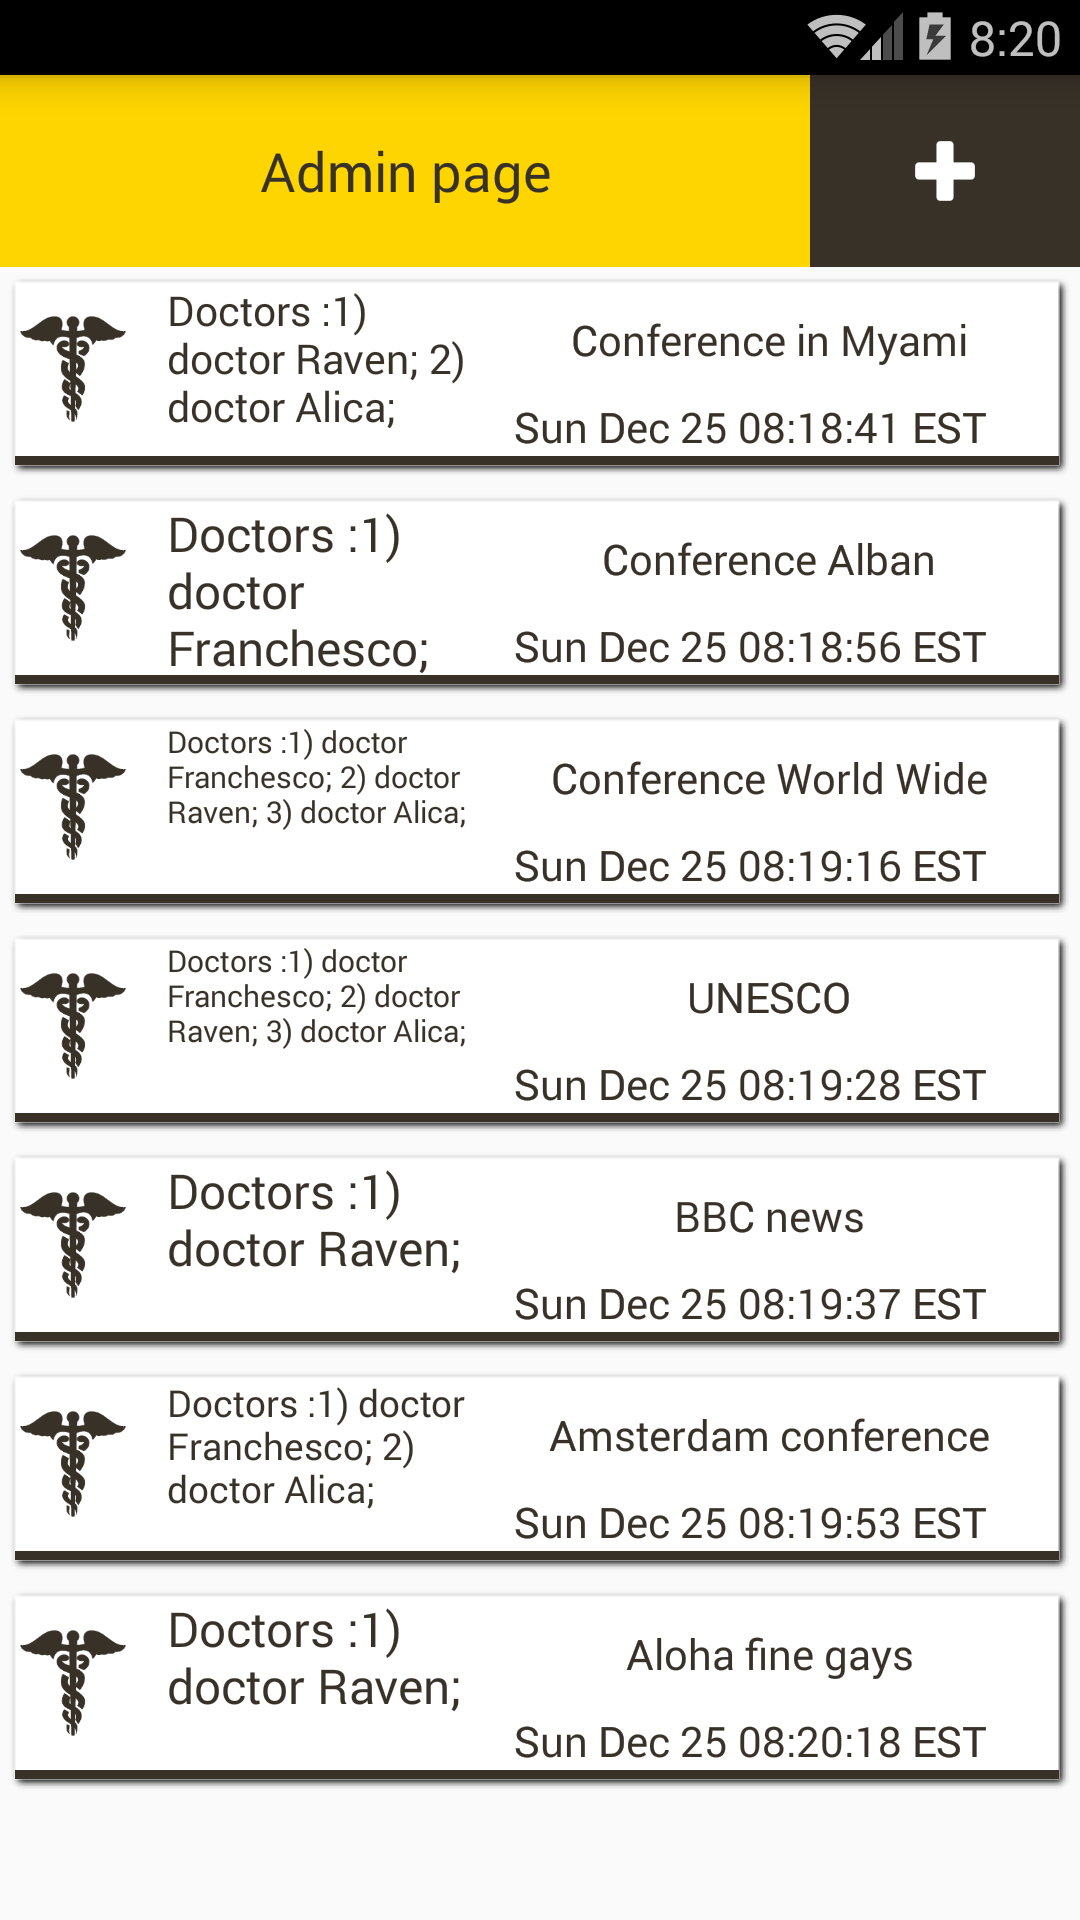 8:20
Admin page
Doctors :1)
doctor Raven; 2)
doctor Alica;
Conference in Myami
Sun Dec 25 08:18:41 EST
Doctors :1)
doctor
Franchesco;
Conference Alban
Sun Dec 25 08:18:56 EST
Doctors :1) doctor
Franchesco; 2) doctor
Raven; 3) doctor Alica;
Conference World Wide
Sun Dec 25 08:19:16 EST
Doctors :1) doctor
Franchesco; 2) doctor
Raven; 3) doctor Alica;
UNESCO
Sun Dec 25 08:19:28 EST
Doctors :1)
doctor Raven;
BBC news
Sun Dec 25 08:19:37 EST
Doctors :1) doctor
Franchesco; 2)
doctor Alica;
Amsterdam conference
Sun Dec 25 08:19:53 EST
Doctors :1)
doctor Raven;
Aloha fine gays
Sun Dec 25 08:20:18 EST